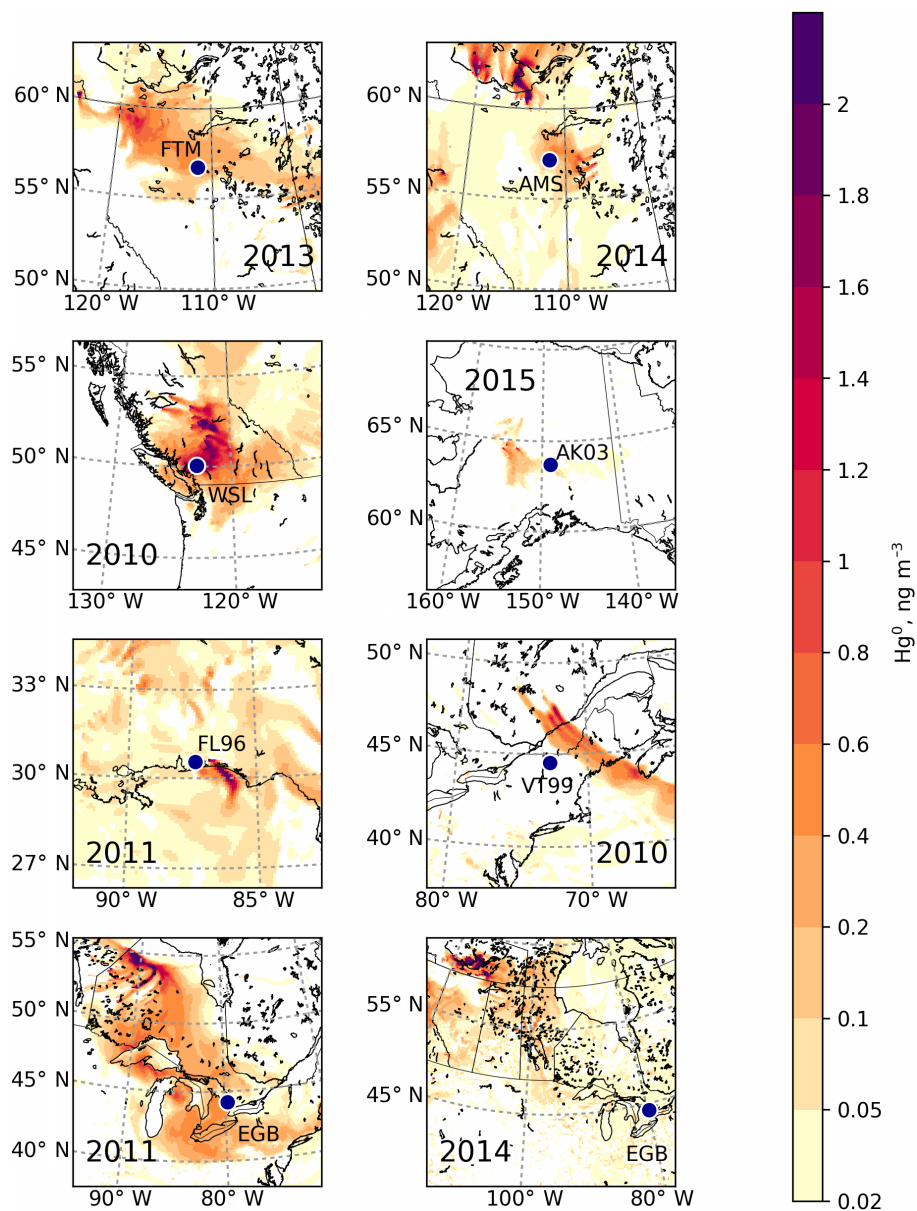 60° N
55° N
50° N
120° W
110° W
FTM
2013
60° N
55° N
50° N
120° W
110° W
AMS
2014
55° N
50° N
45° N
130° W
120° W
WSL
2010
2015
65° N
60° N
160° W
150° W
140° W
AK03
33° N
30° N
27° N
90° W
85° W
FL96
2011
50° N
45° N
40° N
80° W
70° W
VT99
2010
55° N
50° N
45° N
40° N
90° W
80° W
EGB
2011
55° N
45° N
100° W
80° W
2014
EGB
2
1.8
1.6
1.4
1.2
1
0.8
0.6
0.4
0.2
0.1
0.05
0.02
Hg⁰, ng m⁻³